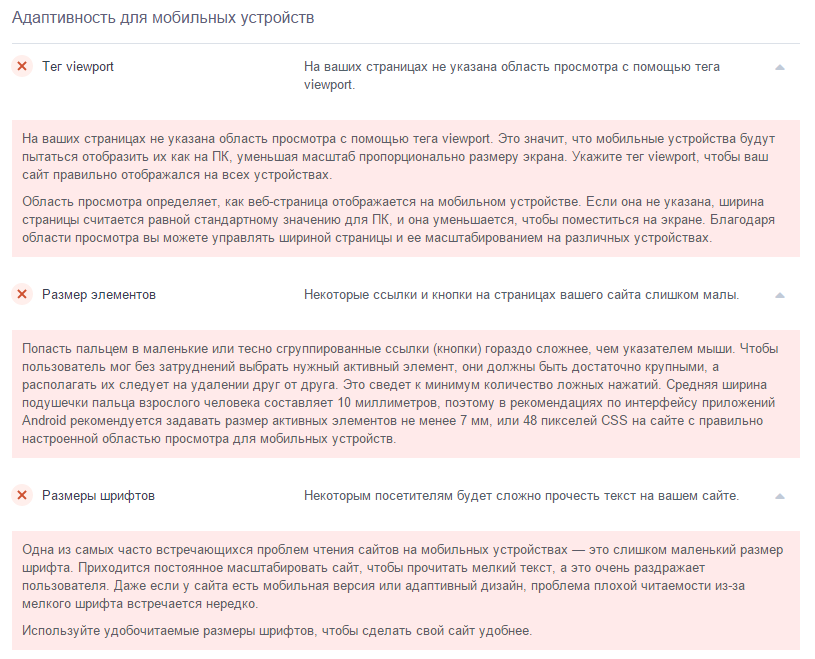 Адаптивность для мобильных устройств
Тег viewport
На ваших страницах не указана область просмотра с помощью тега
viewport.
На ваших страницах не указана область просмотра с помощью тега viewport. Это значит, что мобильные устройства будут
пытаться отобразить их как на ПК, уменьшая масштаб пропорционально размеру экрана. Укажите тег viewport, чтобы ваш
сайт правильно отображался на всех устройствах.
Область просмотра определяет, как веб-страница отображается на мобильном устройстве. Если она не указана, ширина
страницы считается равной стандартному значению для ПК, и она уменьшается, чтобы поместиться на экране. Благодаря
области просмотра вы можете управлять шириной страницы и ее масштабированием на различных устройствах.
Размер элементов
Некоторые ссылки и кнопки на страницах вашего сайта слишком малы.
Попасть пальцем в маленькие или тесно сгруппированные ссылки (кнопки) гораздо сложнее, чем указателем мыши. Чтобы
пользователь мог без затруднений выбрать нужный активный элемент, они должны быть достаточно крупными, а
располагать их следует на удалении друг от друга. Это сведет к минимум количество ложных нажатий. Средняя ширина
подушечки пальца взрослого человека составляет 10 миллиметров, поэтому в рекомендациях по интерфейсу приложений
Android рекомендуется задавать размер активных элементов не менее 7 мм, или 48 пикселей CSS на сайте с правильно
настроенной областью просмотра для мобильных устройств.
Размеры шрифтов
Некоторым посетителям будет сложно прочесть текст на вашем сайте.
Одна из самых часто встречающихся проблем чтения сайтов на мобильных устройствах — это слишком маленький размер
шрифта. Приходится постоянное масштабировать сайт, чтобы прочитать мелкий текст, а это очень раздражает
пользователя. Даже если у сайта есть мобильная версия или адаптивный дизайн, проблема плохой читаемости из-за
мелкого шрифта встречается нередко.
Используйте удобочитаемые размеры шрифтов, чтобы сделать свой сайт удобнее.